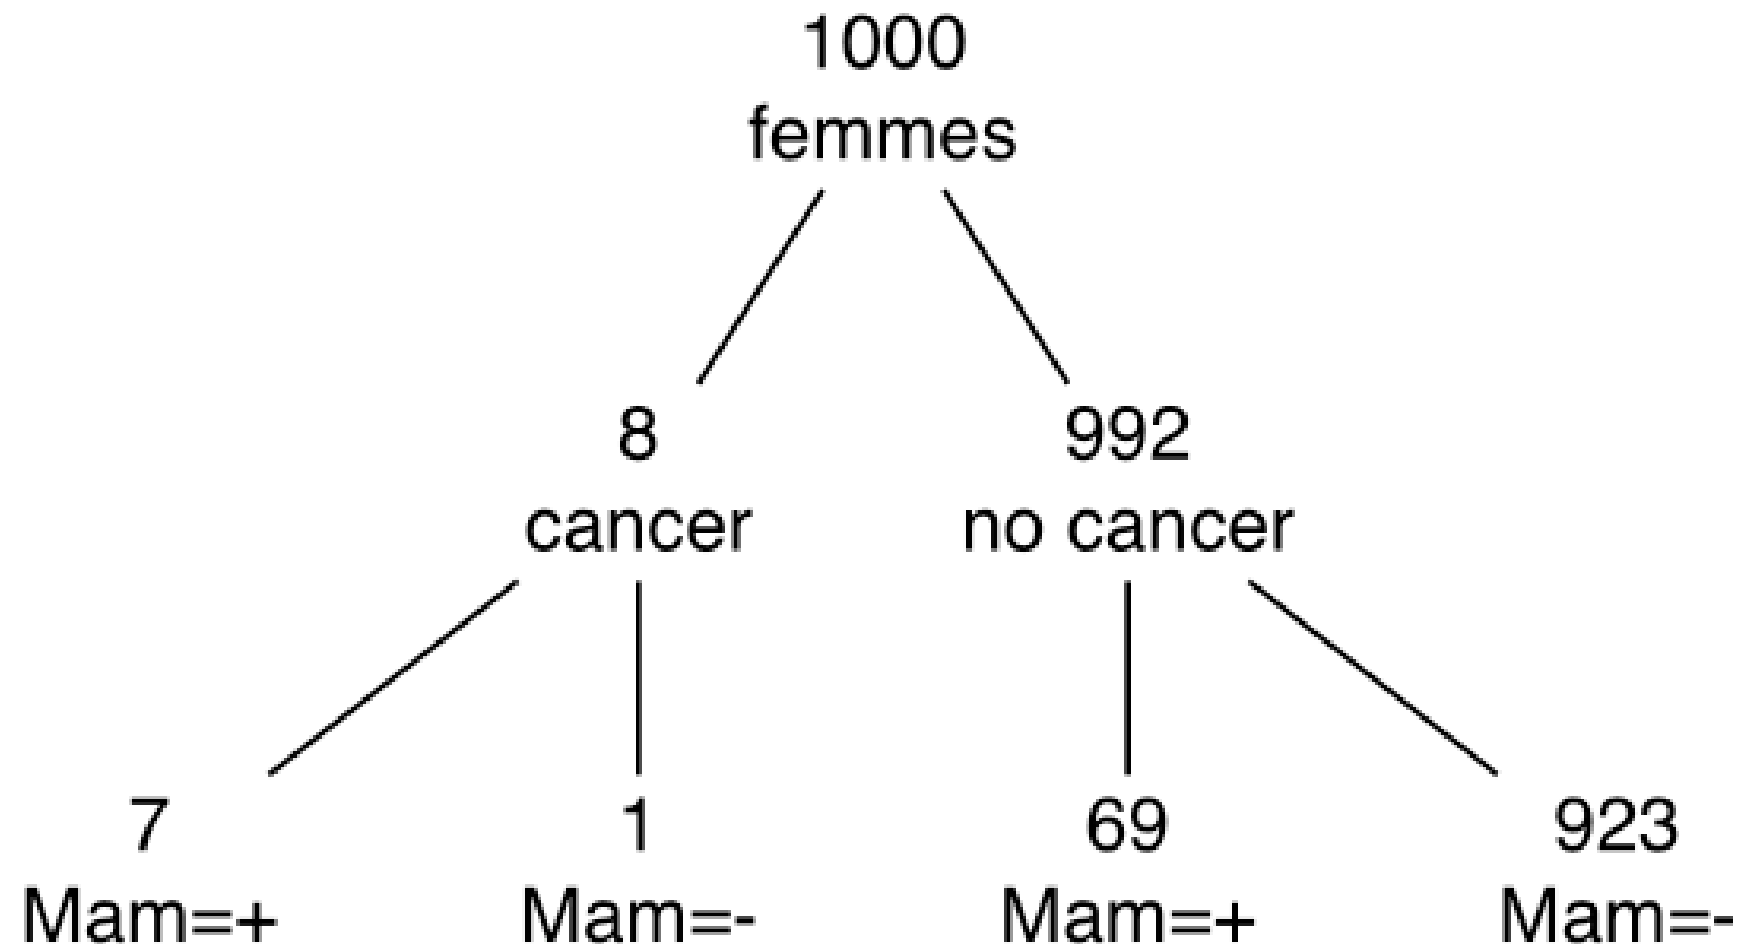 1000
femmes
8 992
cancer no cancer
7 1 69 923
Mam=+ Mam=- Mam=+ Mam=-